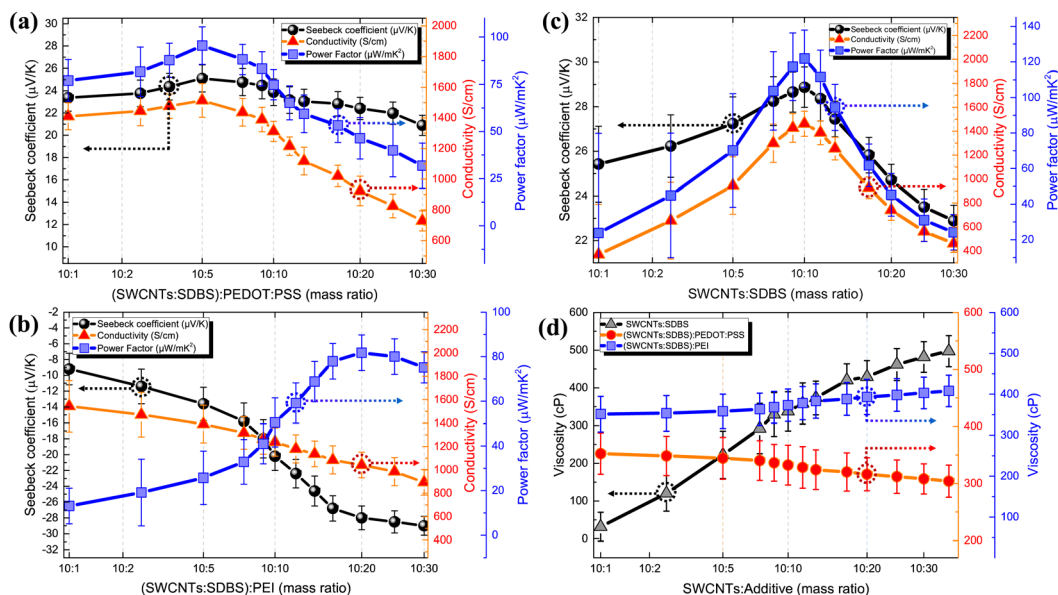 (a)
Seebeck coefficient (µV/K)
Conductivity (S/cm)
Power Factor (µW/mK²)
30
28
26
24
22
20
18
16
14
12
10
Seebeck coefficient (µV/K)
2000
1800
1600
1400
1200
1000
800
600
Conductivity (S/cm)
100
75
50
25
0
Power factor (µW/mK²)
10:1 10:2 10:5 10:10 10:20 10:30
(SWCNTs:SDBS):PEDOT:PSS (mass ratio)
(c)
Seebeck coefficient (µV/K)
Conductivity (S/cm)
Power Factor (µW/mK²)
32
30
28
26
24
22
Seebeck coefficient (µV/K)
2200
2000
1800
1600
1400
1200
1000
800
600
400
Conductivity (S/cm)
140
120
100
80
60
40
20
Power factor (µW/mK²)
10:1 10:2 10:5 10:10 10:20 10:30
SWCNTs:SDBS (mass ratio)
(b)
Seebeck coefficient (µV/K)
Conductivity (S/cm)
Power Factor (µW/mK²)
-2
-4
-6
-8
-10
-12
-14
-16
-18
-20
-22
-24
-26
-28
-30
-32
Seebeck coefficient (µV/K)
2200
2000
1800
1600
1400
1200
1000
800
600
400
Conductivity (S/cm)
100
80
60
40
20
0
Power factor (µW/mK²)
10:1 10:2 10:5 10:10 10:20 10:30
(SWCNTs:SDBS):PEI (mass ratio)
(d)
SWCNTs:SDBS
(SWCNTs:SDBS):PEDOT:PSS
(SWCNTs:SDBS):PEI
600
500
400
300
200
100
0
Viscosity (cP)
600
500
400
300
200
600
500
400
300
200
100
0
Viscosity (cP)
10:1 10:2 10:5 10:10 10:20 10:30
SWCNTs:Additive (mass ratio)